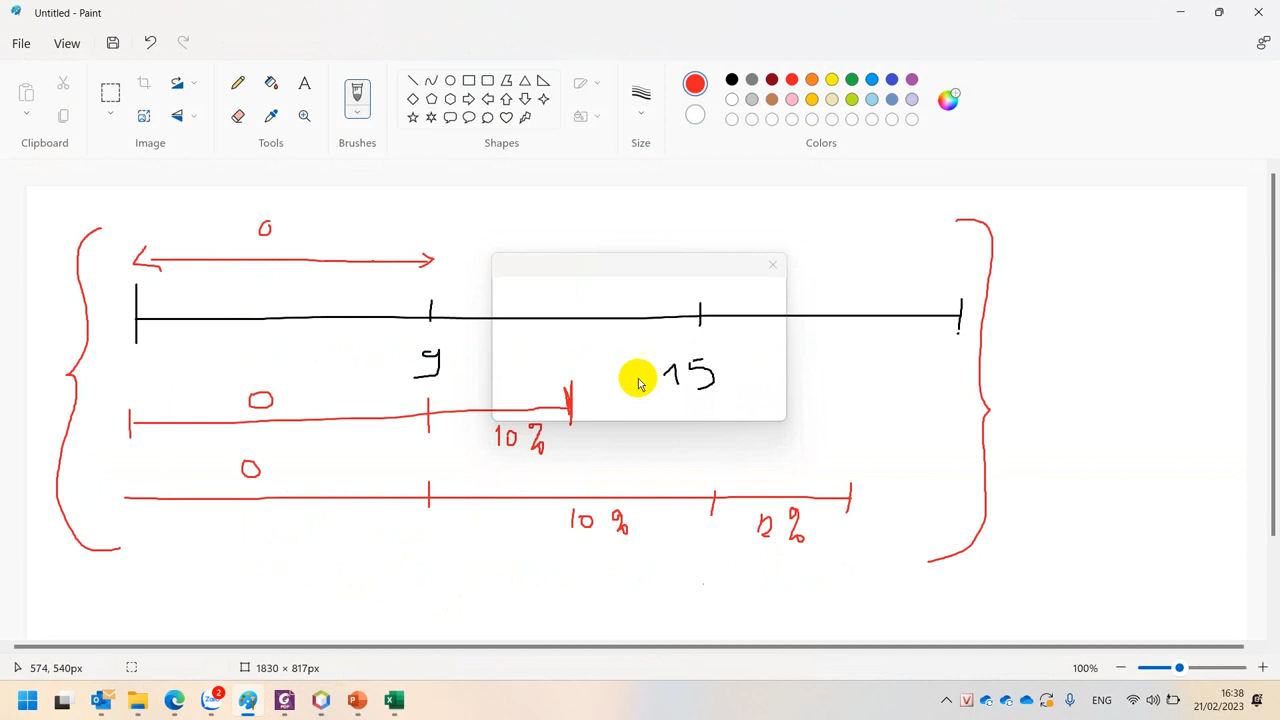 Untitled - Paint
File View
Clipboard Image Tools Brushes Shapes Size Colors
0
9 15
0
10 %
0
10 %
574, 540px 1830 × 817px 100%
2
ENG 16:38
21/02/2023